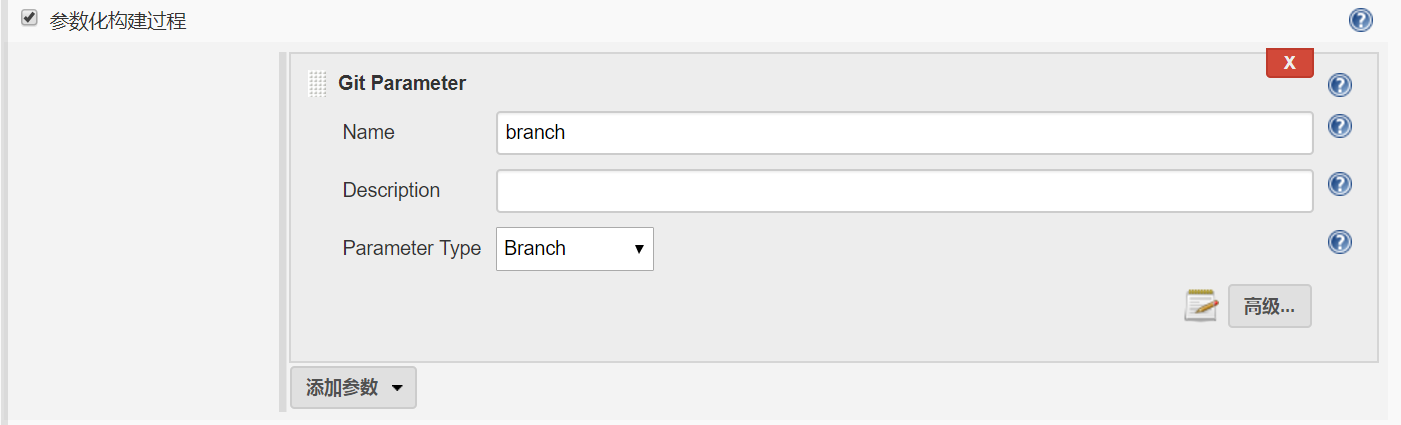 参数化构建过程
X
Git Parameter
Name branch
Description
Parameter Type Branch
高级...
添加参数